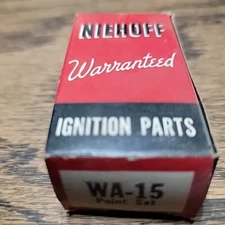 NIEHOFF
Warranteed
IGNITION PARTS
WA-15
Point Set